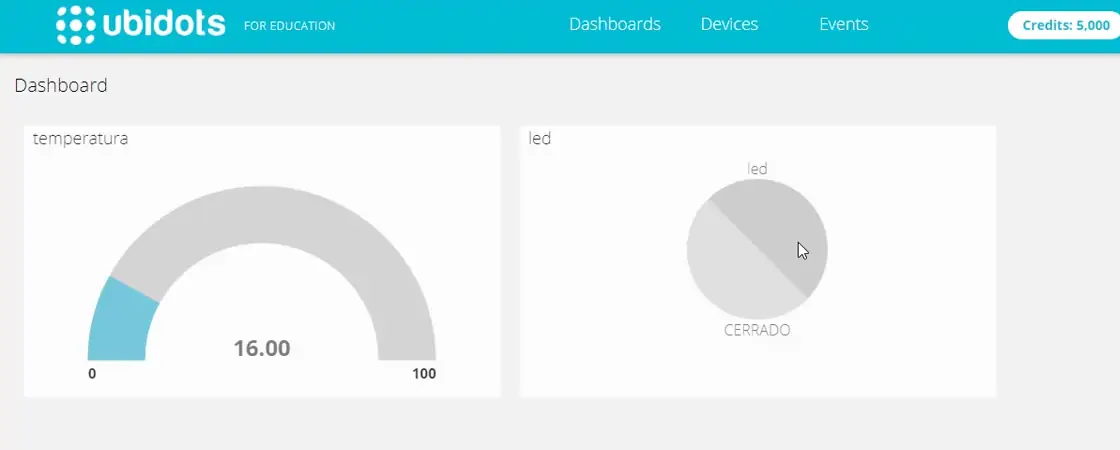 ubidots FOR EDUCATION Dashboards Devices Events Credits: 5,000
Dashboard
temperatura
16.00
0 100
led
led
CERRADO